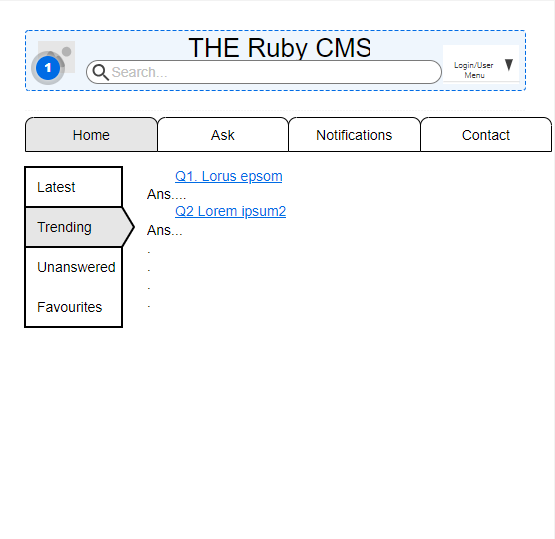 THE Ruby CMS
1
Search...
Login/User
Menu
Home
Ask
Notifications
Contact
Latest
Trending
Unanswered
Favourites
Q1. Lorus epsom
Ans....
Q2 Lorem ipsum2
Ans...
.
.
.
.